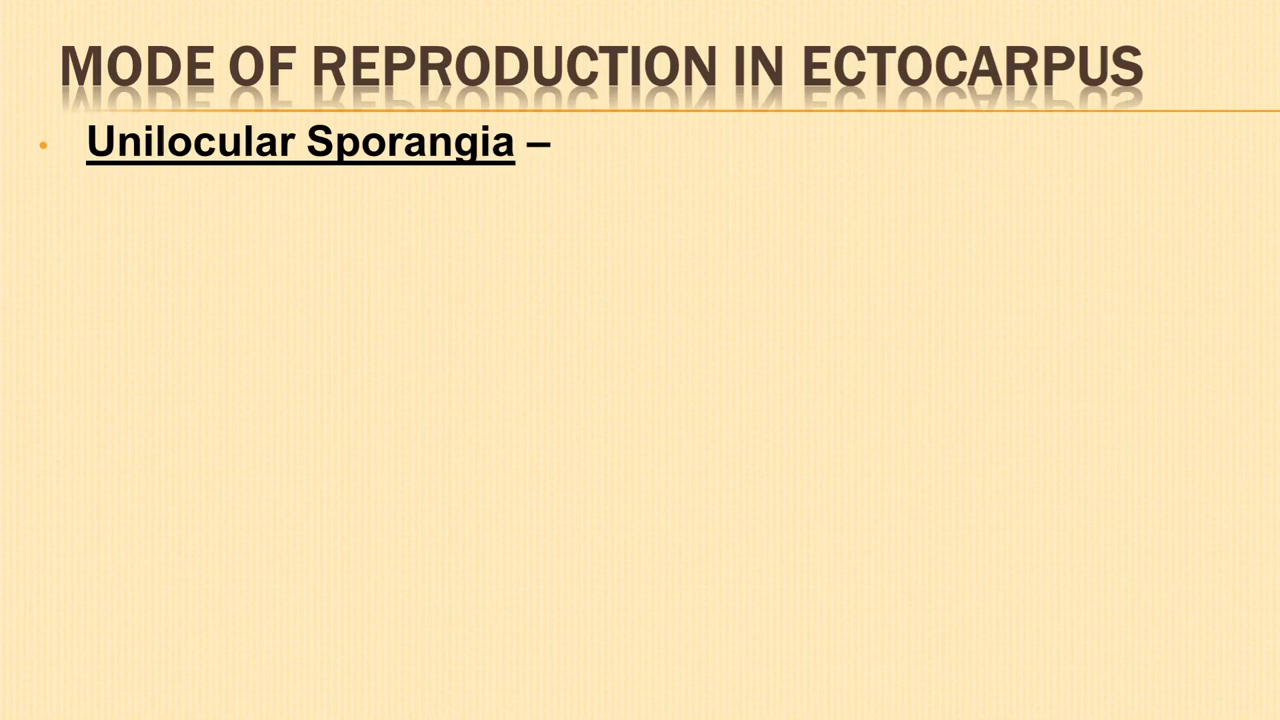 MODE OF REPRODUCTION IN ECTOCARPUS
• Unilocular Sporangia –